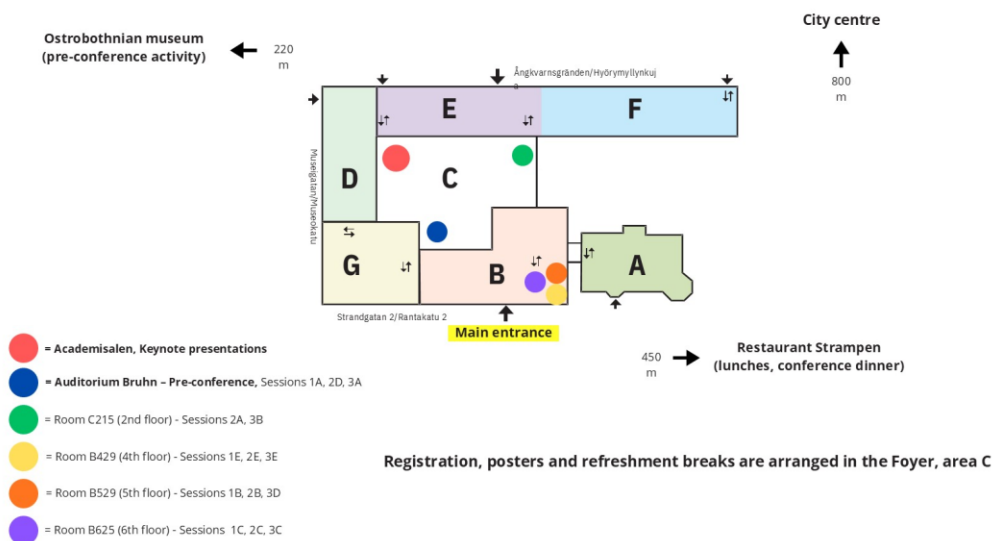 City centre
Ostrobothnian museum
(pre-conference activity)
220
m
800
m
Ångkvarnsgränden/Hyörymyllynkuj
a
E
F
D
C
Museigatan/Museokatu
G
B
A
Strandgatan 2/Rantakatu 2
Main entrance
450
m
Restaurant Strampen
(lunches, conference dinner)
= Academisalen, Keynote presentations
= Auditorium Bruhn – Pre-conference, Sessions 1A, 2D, 3A
= Room C215 (2nd floor) - Sessions 2A, 3B
= Room B429 (4th floor) - Sessions 1E, 2E, 3E
Registration, posters and refreshment breaks are arranged in the Foyer, area C
= Room B529 (5th floor) - Sessions 1B, 2B, 3D
= Room B625 (6th floor) - Sessions 1C, 2C, 3C